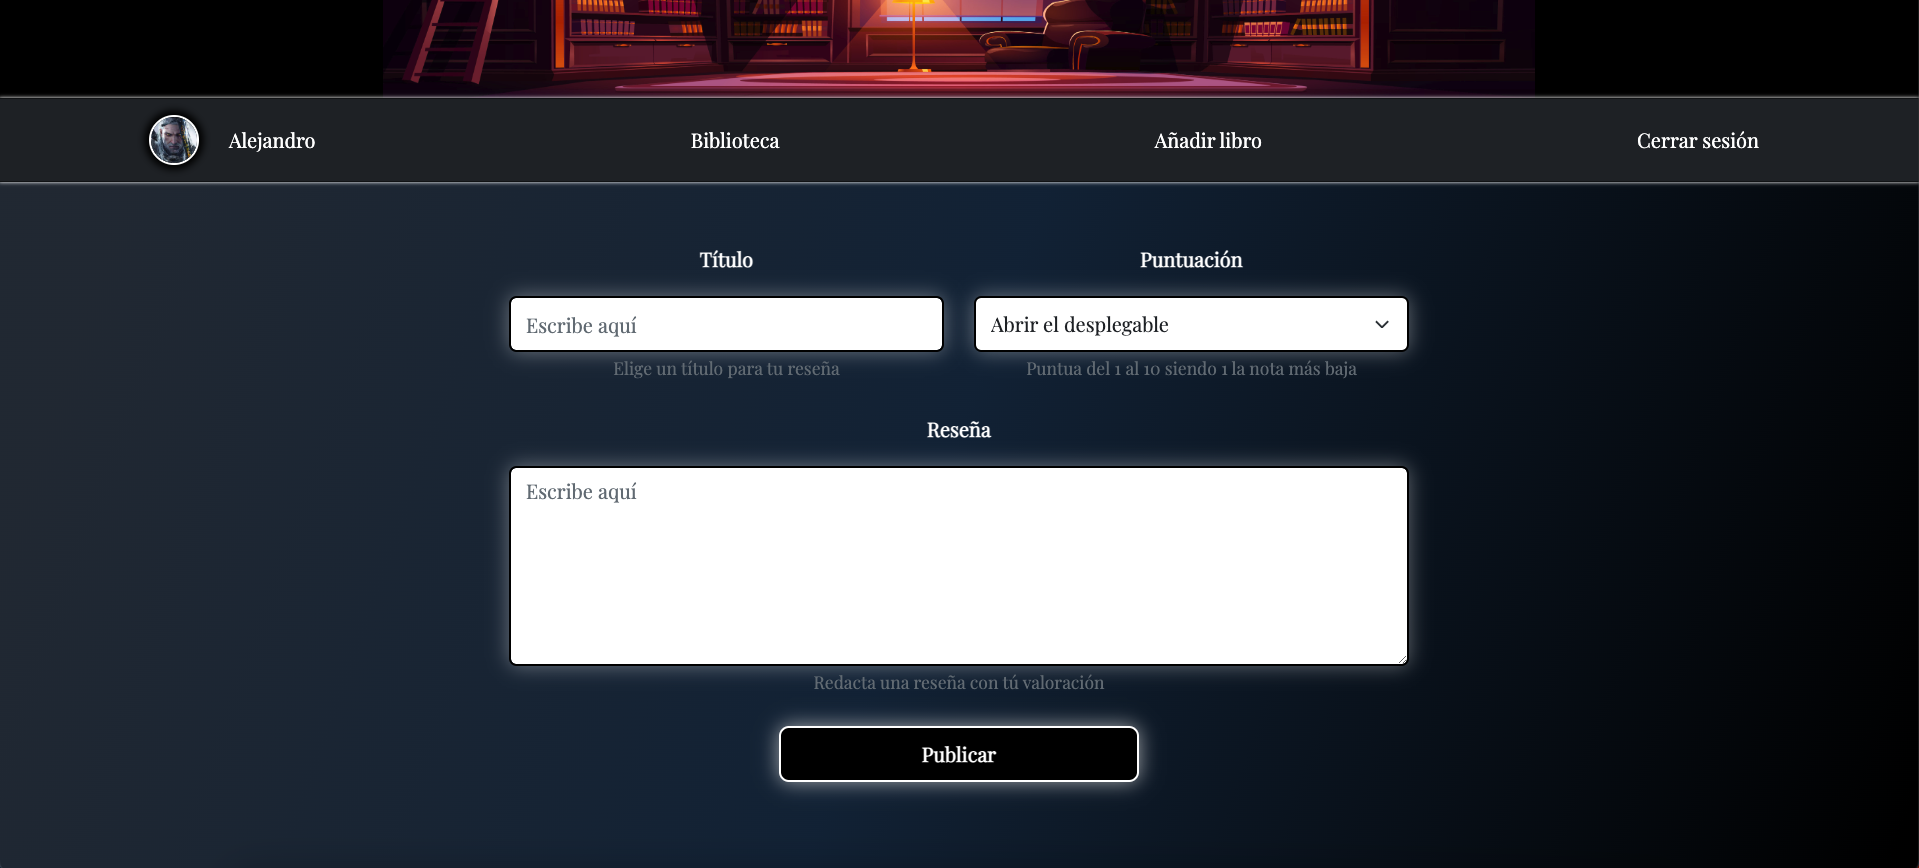 Alejandro Biblioteca Añadir libro Cerrar sesión
Título Puntuación
Escribe aquí Abrir el desplegable
Elige un título para tu reseña Puntua del 1 al 10 siendo 1 la nota más baja
Reseña
Escribe aquí
Redacta una reseña con tú valoración
Publicar